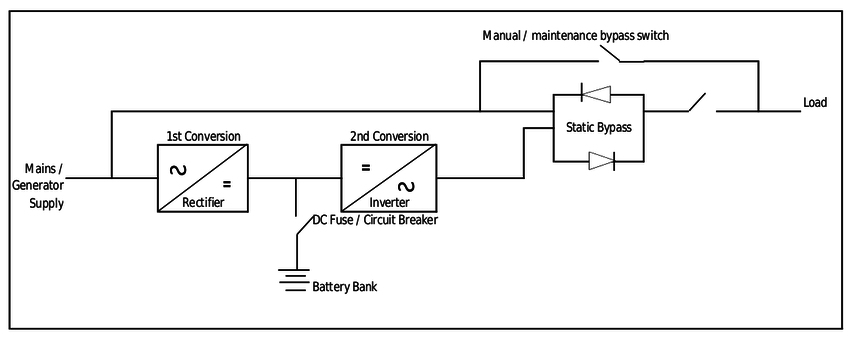 Manual / maintenance bypass switch
Load
Static Bypass
1st Conversion
2nd Conversion
Mains /
Generator
Supply
Rectifier
Inverter
DC Fuse / Circuit Breaker
Battery Bank